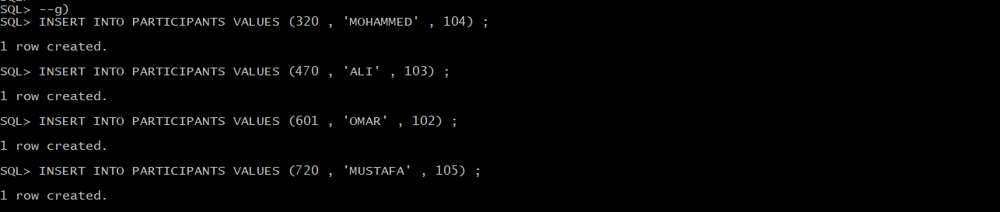 SQL> --g)
SQL> INSERT INTO PARTICIPANTS VALUES (320 , 'MOHAMMED' , 104) ;
1 row created.
SQL> INSERT INTO PARTICIPANTS VALUES (470 , 'ALI' , 103) ;
1 row created.
SQL> INSERT INTO PARTICIPANTS VALUES (601 , 'OMAR' , 102) ;
1 row created.
SQL> INSERT INTO PARTICIPANTS VALUES (720 , 'MUSTAFA' , 105) ;
1 row created.